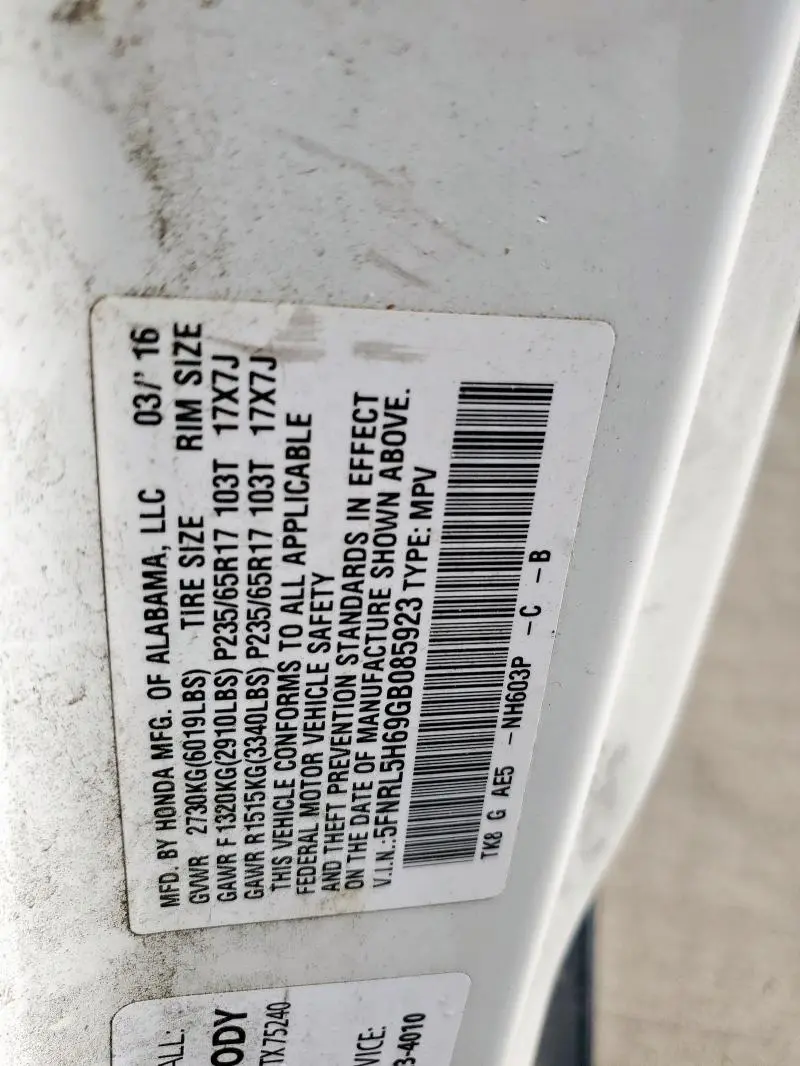 MFD. BY HONDA MFG. OF ALABAMA, LLC 03/'16
GVWR 2730KG(6019LBS) TIRE SIZE RIM SIZE
GAWR F 1320KG(2910LBS) P235/65R17 103T 17X7J
GAWR R1515KG(3340LBS) P235/65R17 103T 17X7J
THIS VEHICLE CONFORMS TO ALL APPLICABLE
FEDERAL MOTOR VEHICLE SAFETY
AND THEFT PREVENTION STANDARDS IN EFFECT
ON THE DATE OF MANUFACTURE SHOWN ABOVE.
V.I.N.:5FNRL5H69GB085923 TYPE: MPV
TK8 G AE5 -NH603P -C -B
ALL:
ODY
TX 75240
VICE:
3-4010